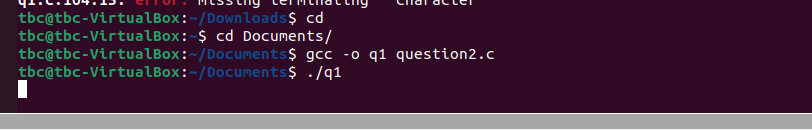 q1.c:104:13: error: missing terminating " character
tbc@tbc-VirtualBox:~/Downloads$ cd
tbc@tbc-VirtualBox:~$ cd Documents/
tbc@tbc-VirtualBox:~/Documents$ gcc -o q1 question2.c
tbc@tbc-VirtualBox:~/Documents$ ./q1